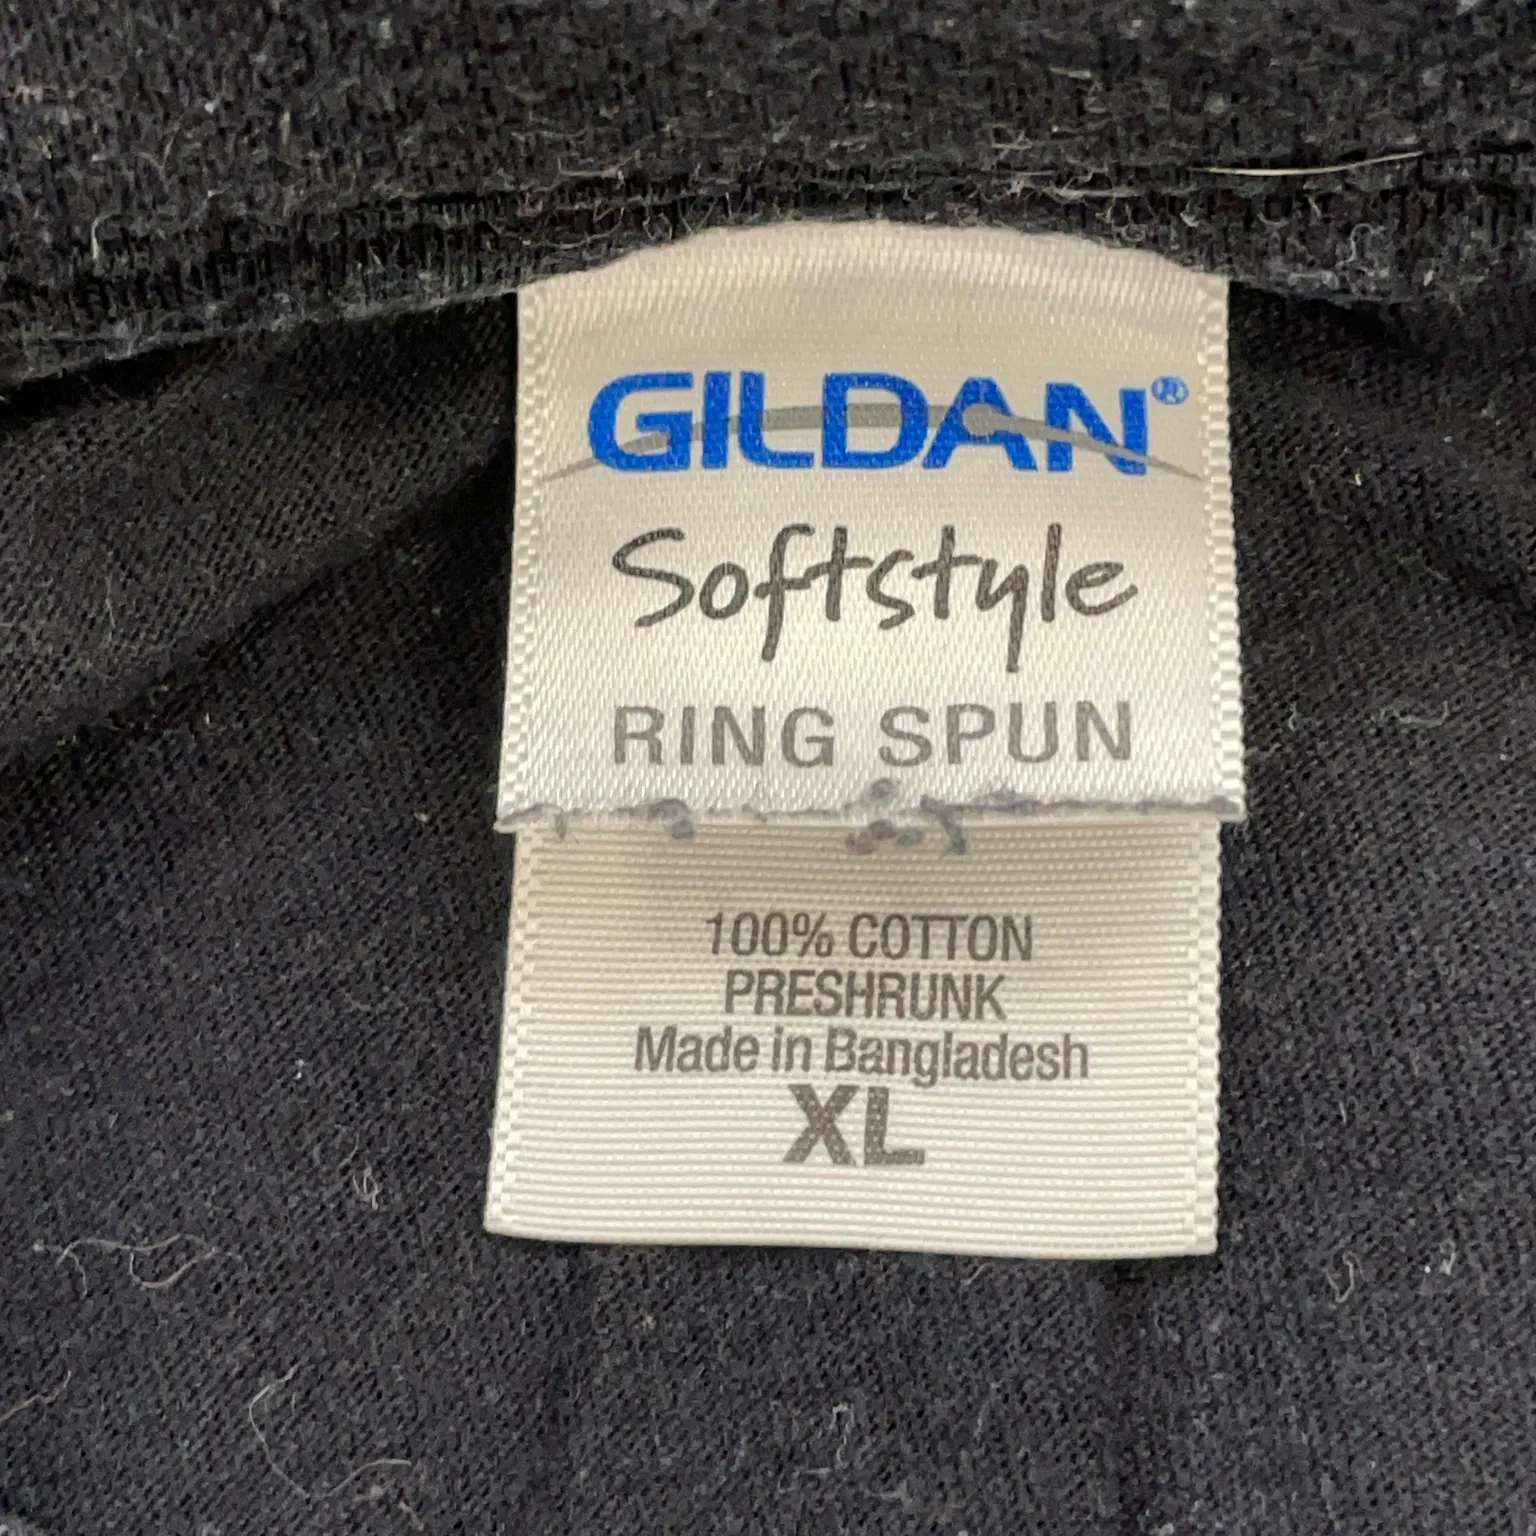 GILDAN®
Softstyle
RING SPUN
100% COTTON
PRESHRUNK
Made in Bangladesh
XL